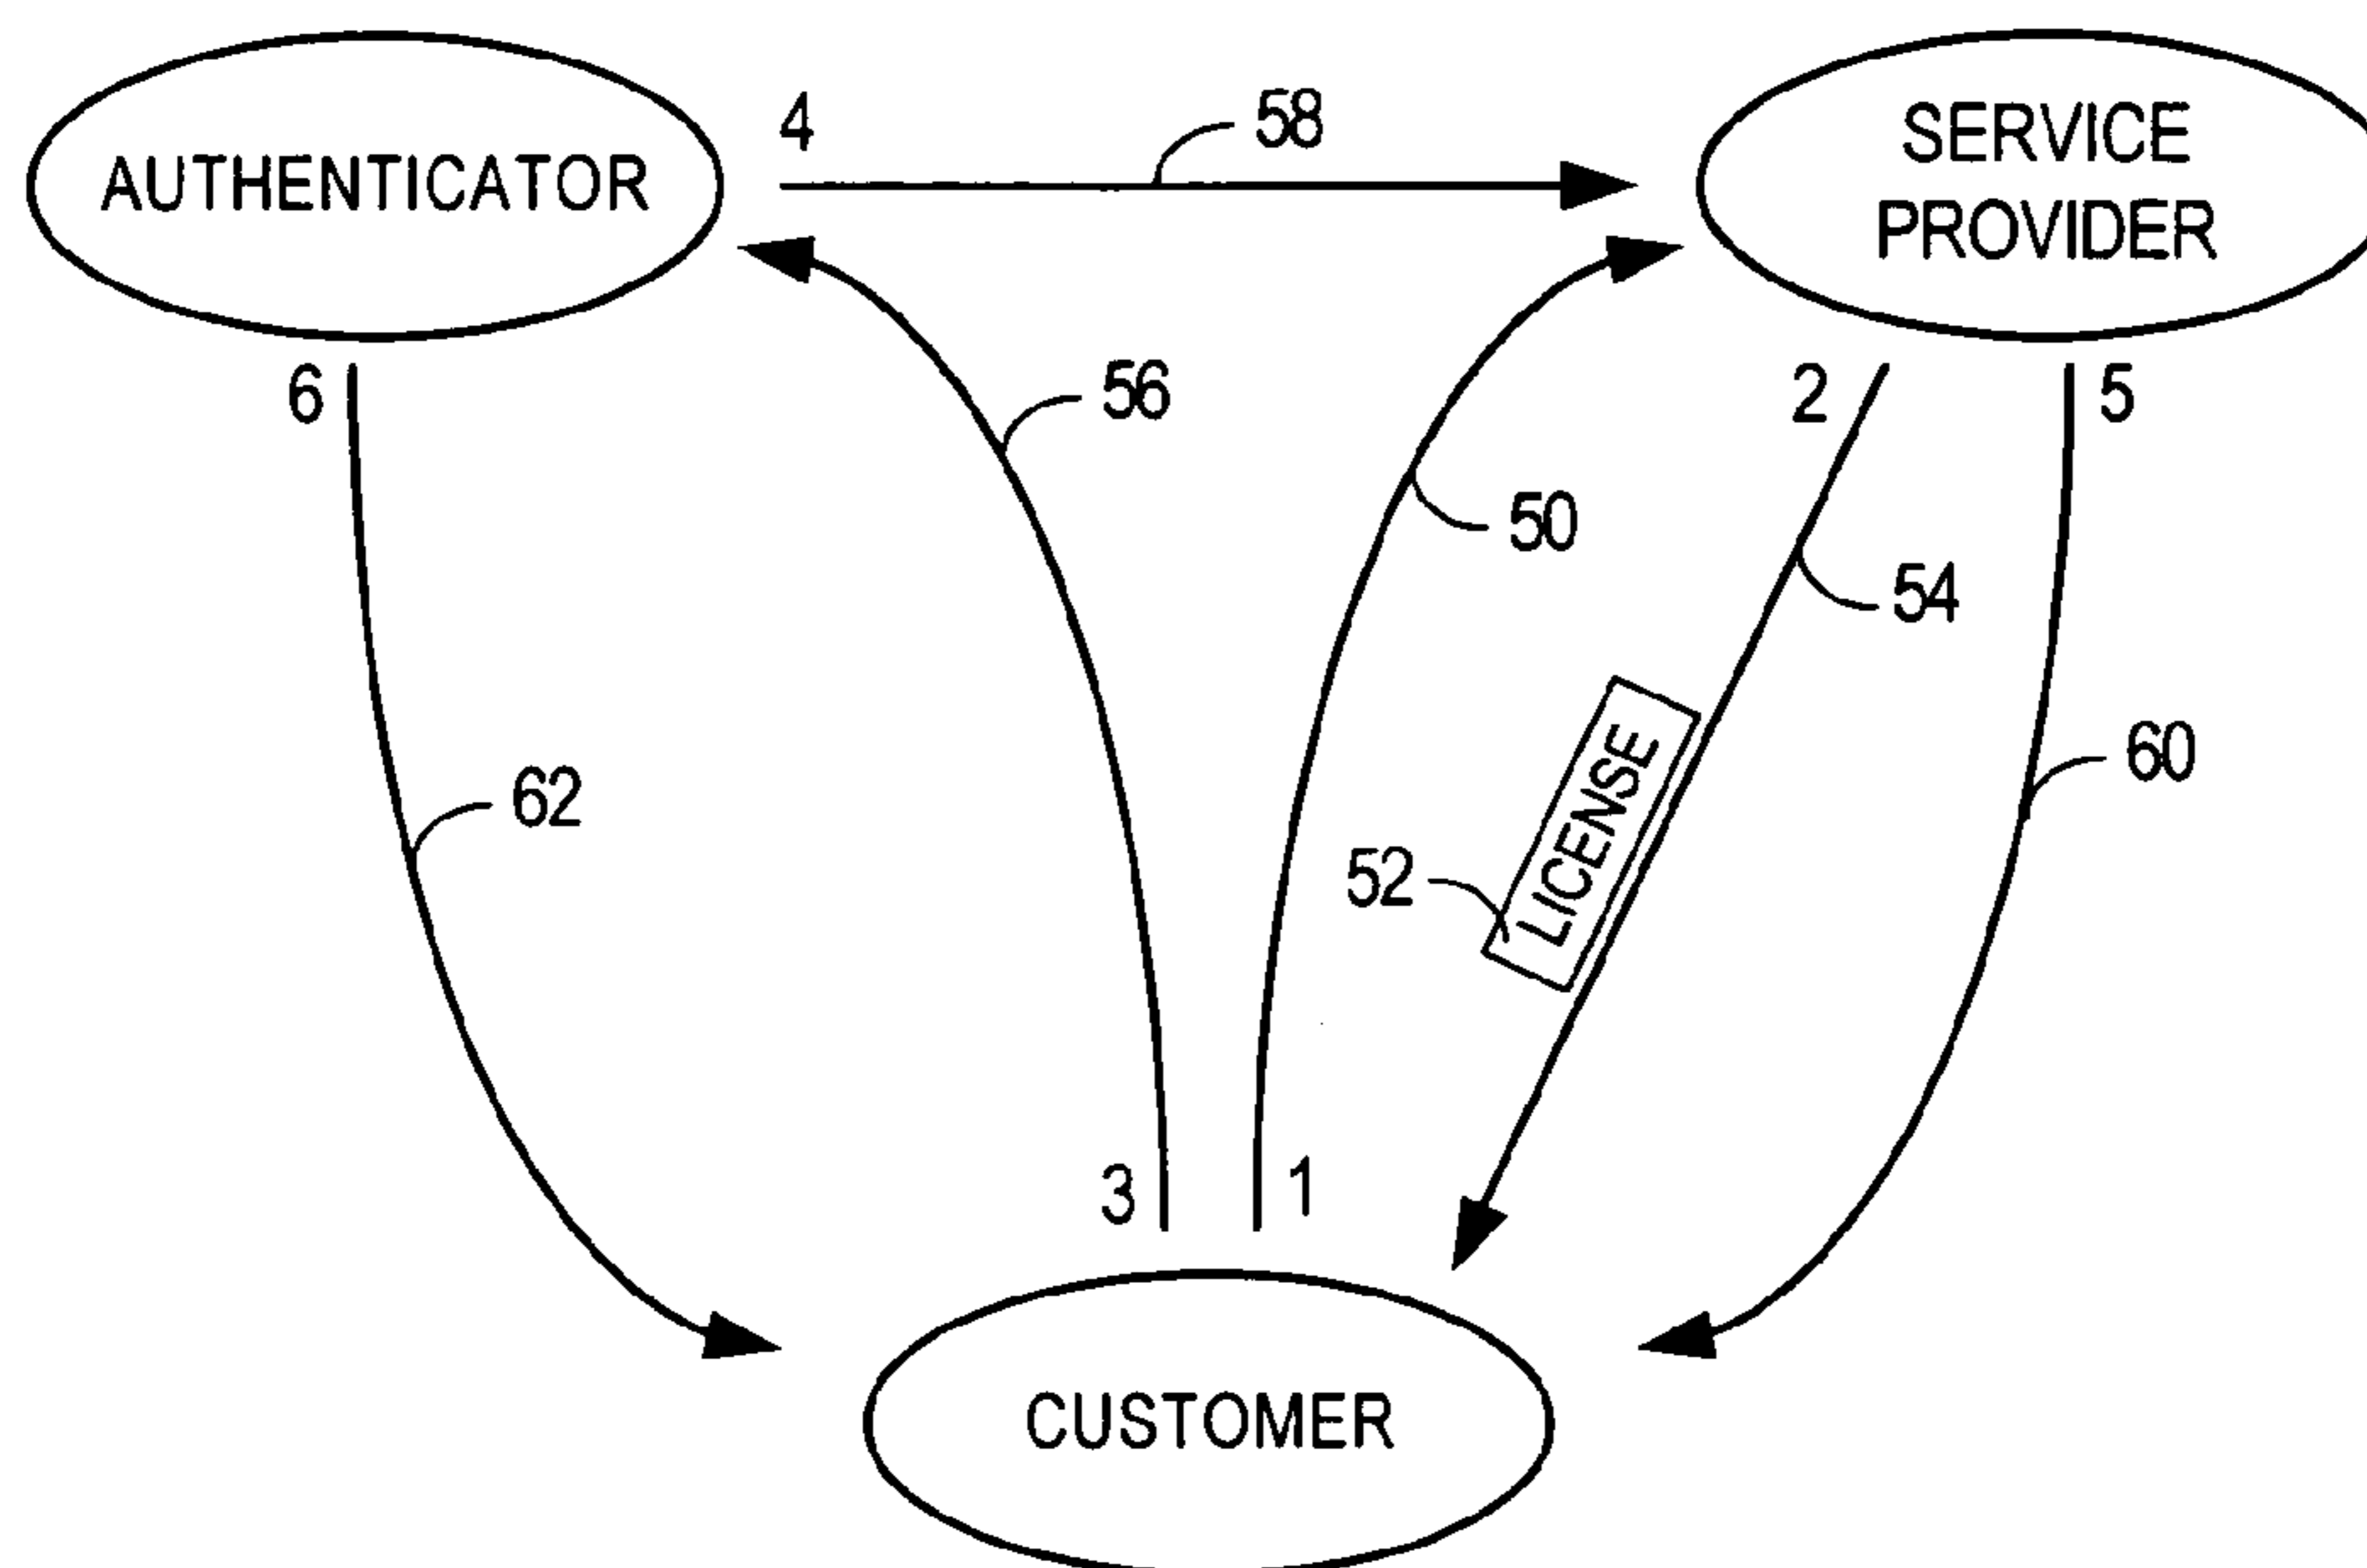 AUTHENTICATOR
4
58
SERVICE
PROVIDER
6
56
50
2
5
54
62
52
LICENSE
60
3
1
CUSTOMER